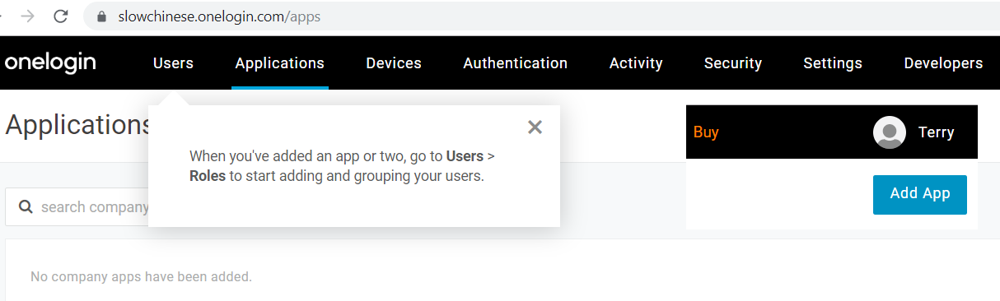 slowchinese.onelogin.com/apps
onelogin Users Applications Devices Authentication Activity Security Settings Developers
Applications
Buy Terry
When you've added an app or two, go to Users >
Roles to start adding and grouping your users.
Add App
search company
No company apps have been added.